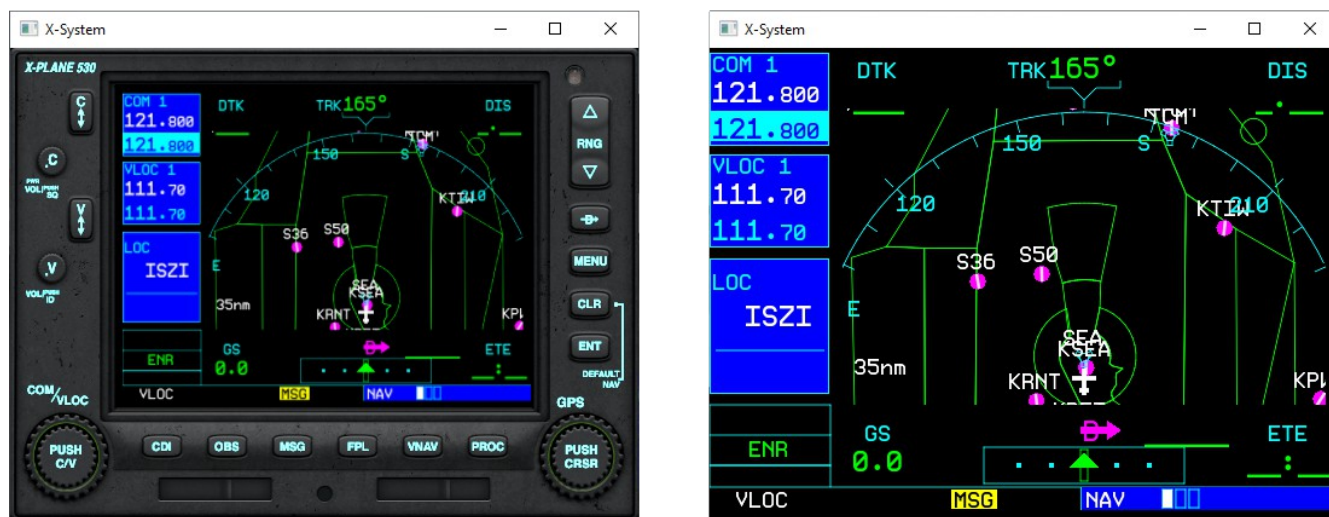 X-System
X-PLANE 530
C
.C
PWR
VOL/PUSH
SQ
V
.V
VOL/PUSH
ID
COM/VLOC
PUSH
C/V
COM 1
121.800
121.800
VLOC 1
111.70
111.70
LOC
ISZI
ENR
VLOC
DTK
TRK 165°
DIS
150
S
120
210
KTIW
S36
S50
E
SEA
KSEA
35nm
KRNT
GS
0.0
ETE
MSG
NAV
RNG
MENU
CLR
ENT
DEFAULT
NAV
GPS
PUSH
CRSR
CDI
OBS
MSG
FPL
VNAV
PROC
X-System
COM 1
121.800
121.800
VLOC 1
111.70
111.70
LOC
ISZI
ENR
VLOC
DTK
TRK 165°
DIS
150
S
120
210
KTIW
S36
S50
E
SEA
KSEA
35nm
KRNT
GS
0.0
ETE
MSG
NAV